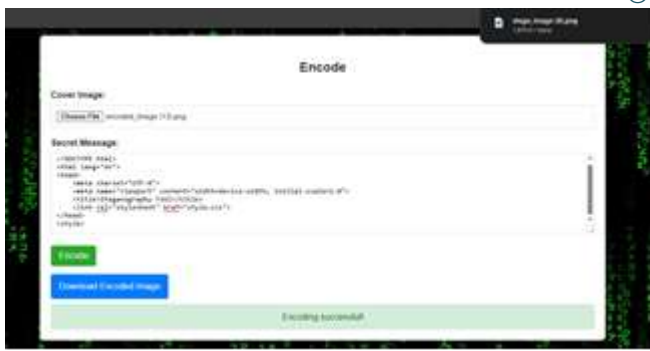 Encode
Cover Image:
Choose File
Secret Message:
<!DOCTYPE html>
<html lang="en">
<head>
<meta charset="UTF-8">
<meta name="viewport" content="width=device-width, initial-scale=1.0">
<title>Steganography Tool</title>
<link rel="stylesheet" href="style.css">
</head>
<style>
Encode
Download Encoded Image
Encoding successful!